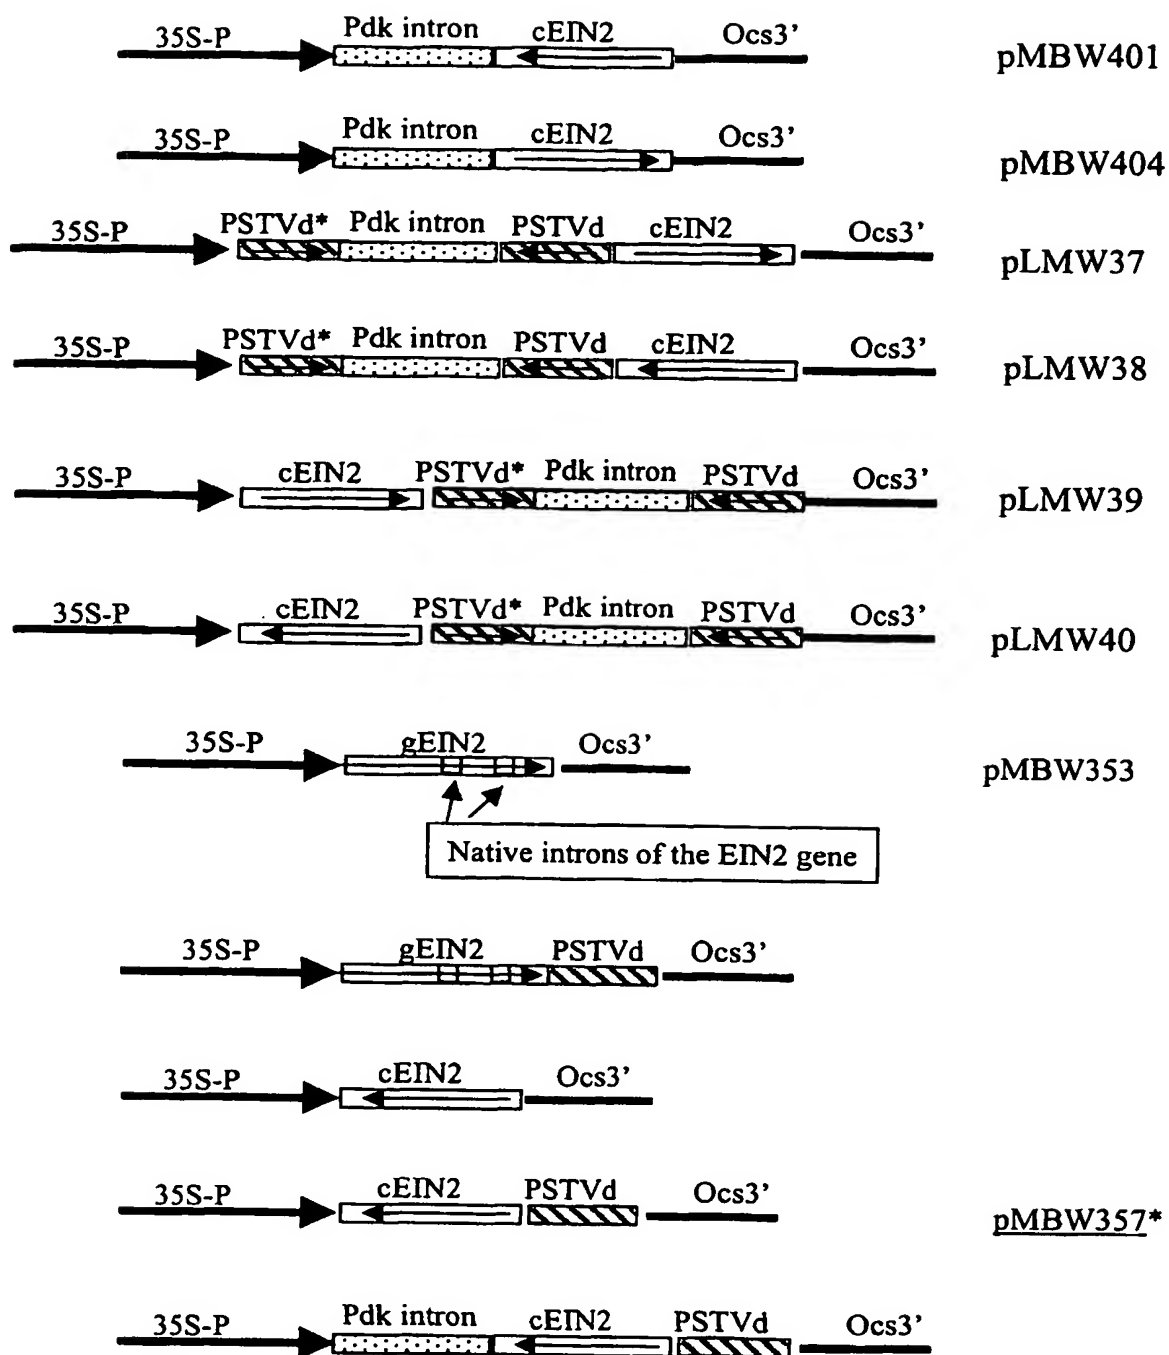 35S-P Pdk intron cEIN2 Ocs3' pMBW401
35S-P Pdk intron cEIN2 Ocs3' pMBW404
35S-P PSTVd* Pdk intron PSTVd cEIN2 Ocs3' pLMW37
35S-P PSTVd* Pdk intron PSTVd cEIN2 Ocs3' pLMW38
35S-P cEIN2 PSTVd* Pdk intron PSTVd Ocs3' pLMW39
35S-P cEIN2 PSTVd* Pdk intron PSTVd Ocs3' pLMW40
35S-P gEIN2 Ocs3' pMBW353
Native introns of the EIN2 gene
35S-P gEIN2 PSTVd Ocs3'
35S-P cEIN2 Ocs3'
35S-P cEIN2 PSTVd Ocs3' pMBW357*
35S-P Pdk intron cEIN2 PSTVd Ocs3'